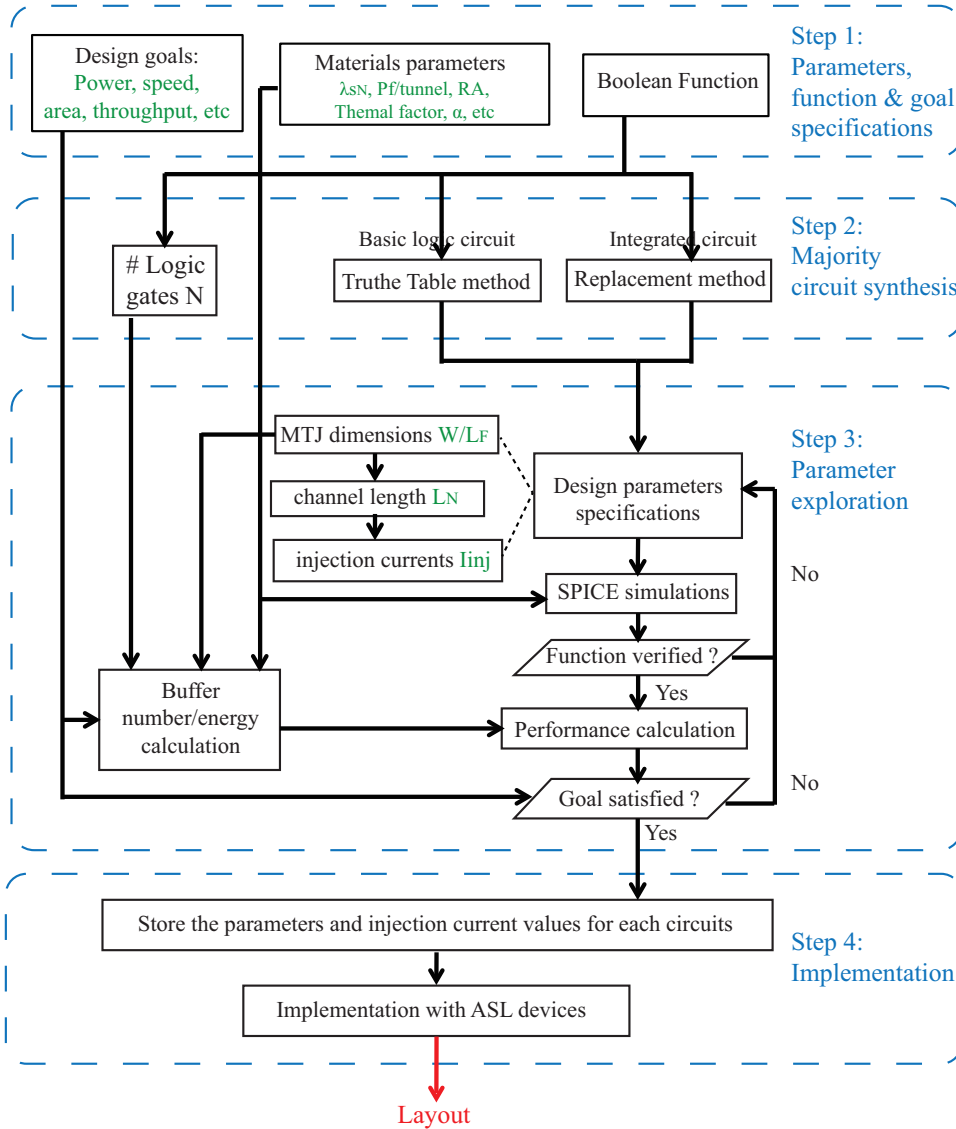 Design goals:
Power, speed,
area, throughput, etc
Materials parameters
λSN, Pf/tunnel, RA,
Themal factor, α, etc
Boolean Function
Step 1:
Parameters,
function & goal
specifications
# Logic
gates N
Basic logic circuit
Truthe Table method
Integrated circuit
Replacement method
Step 2:
Majority
circuit synthesis
MTJ dimensions W/LF
channel length LN
injection currents Iinj
Design parameters
specifications
Step 3:
Parameter
exploration
No
SPICE simulations
Function verified ?
Yes
Buffer
number/energy
calculation
Performance calculation
No
Goal satisfied ?
Yes
Store the parameters and injection current values for each circuits
Implementation with ASL devices
Step 4:
Implementation
Layout